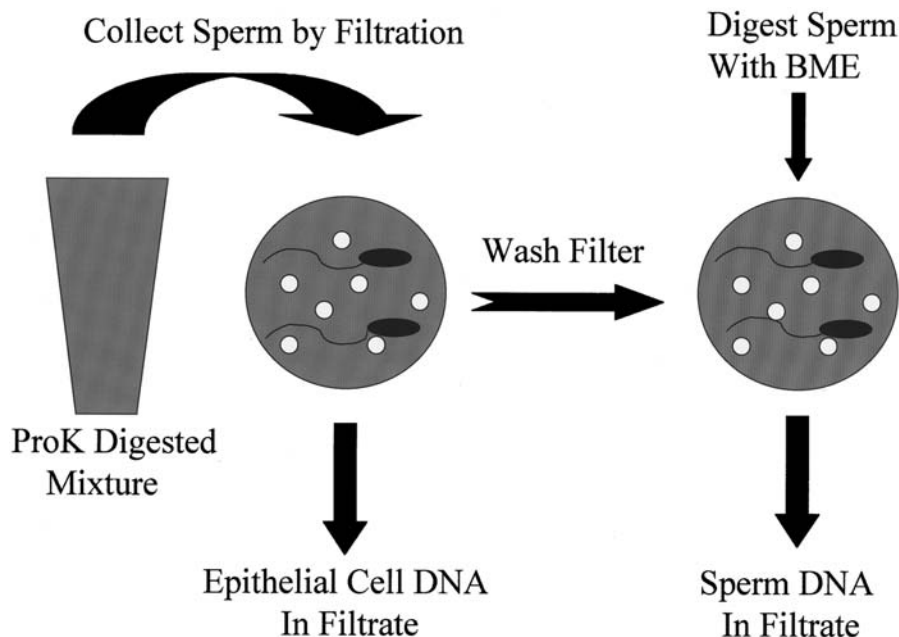 Collect Sperm by Filtration
Digest Sperm
With BME
Wash Filter
ProK Digested
Mixture
Epithelial Cell DNA
In Filtrate
Sperm DNA
In Filtrate